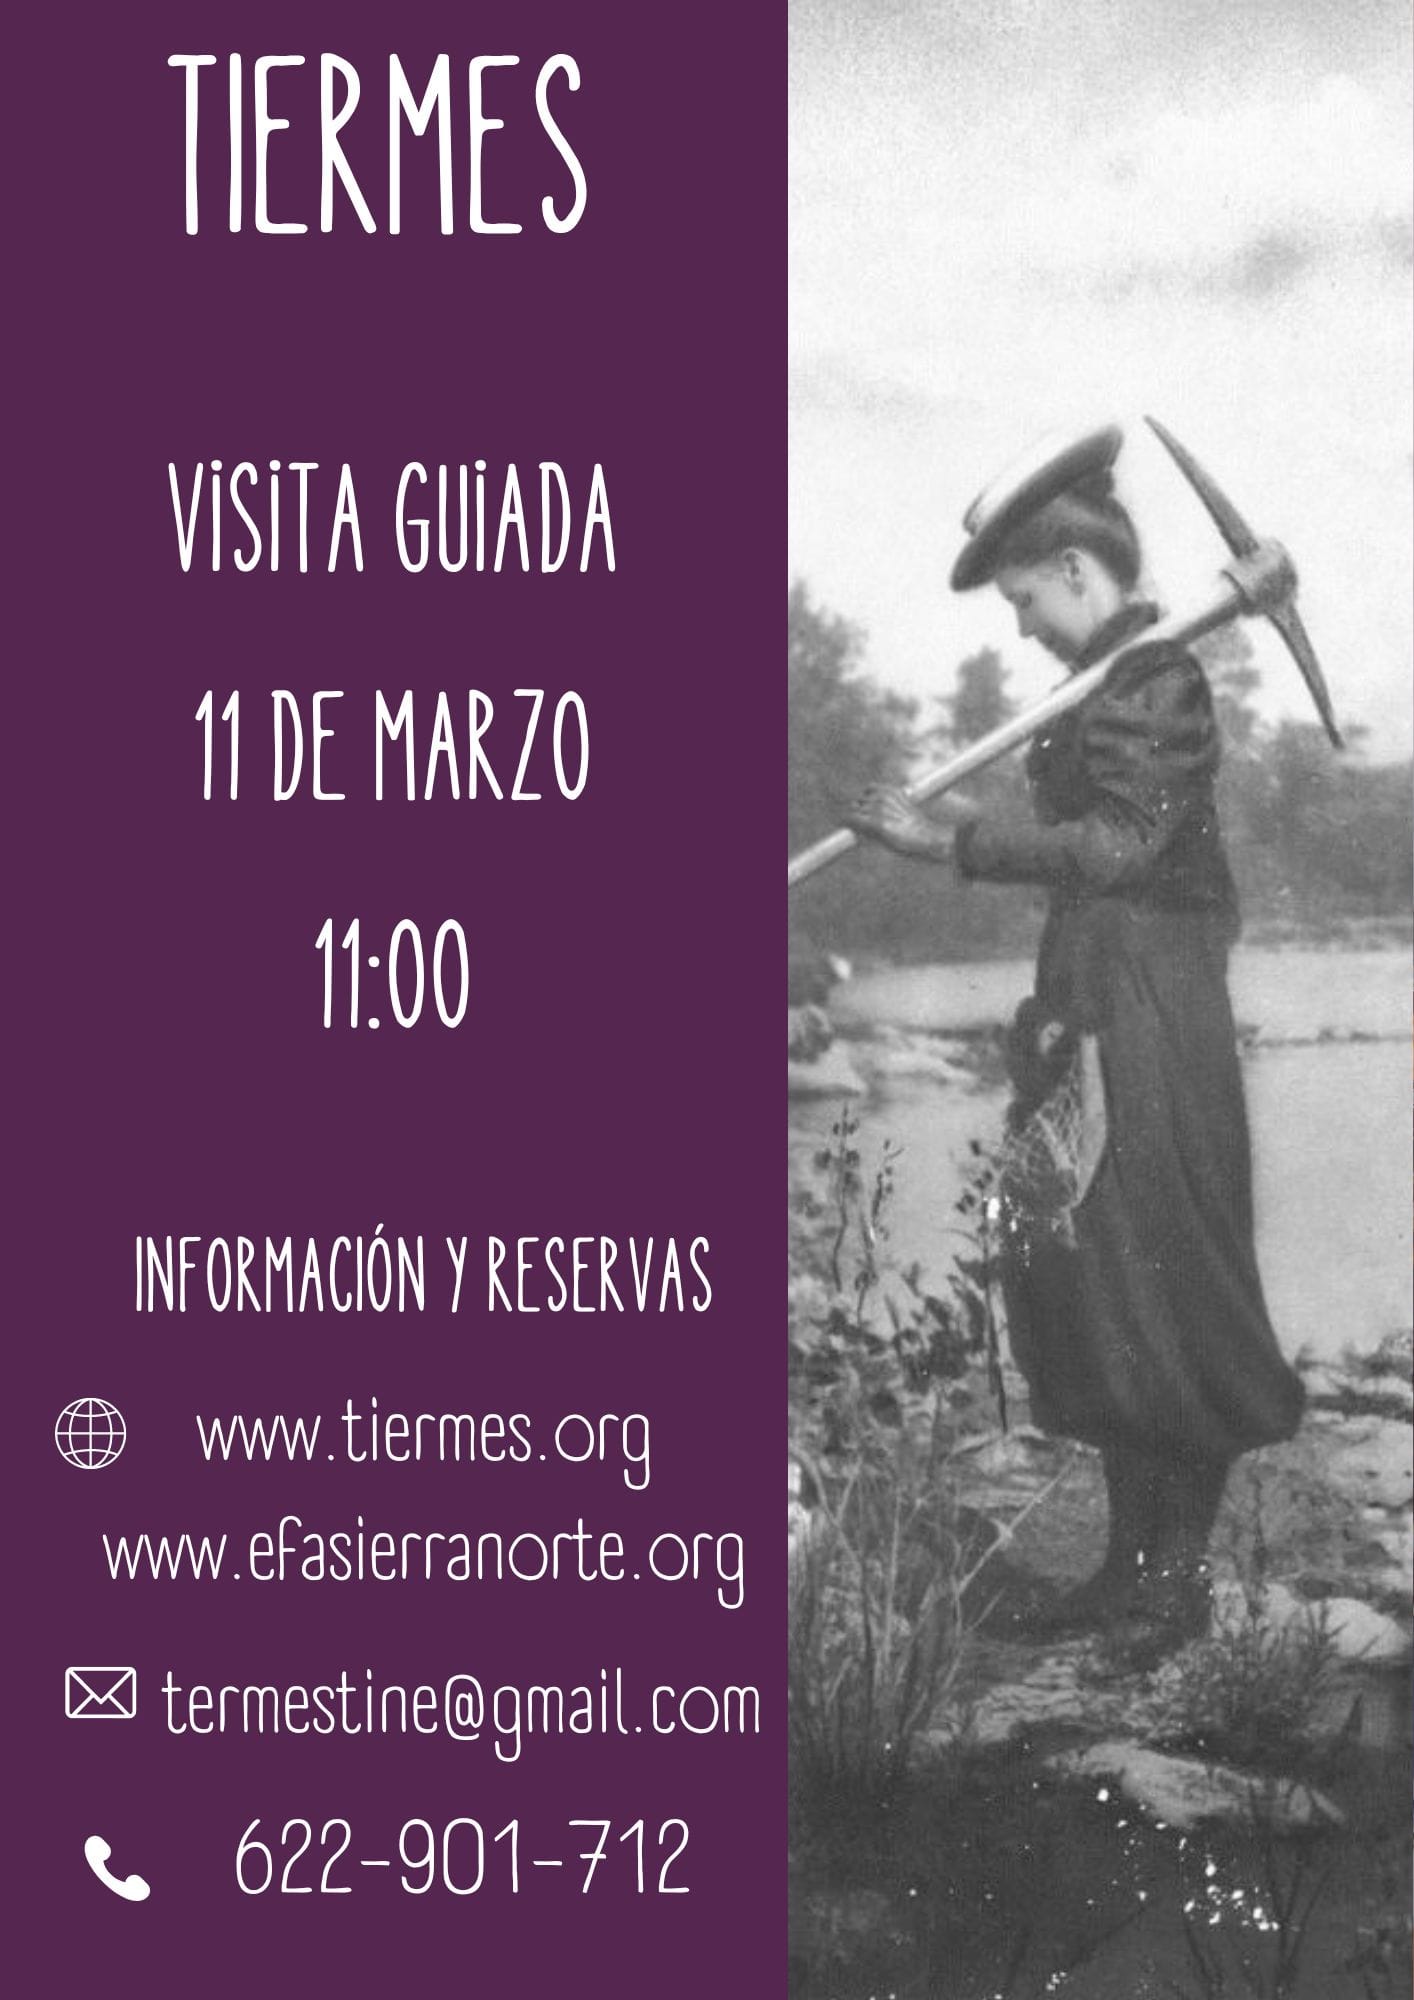 TIERMES
VISITA GUIADA
11 DE MARZO
11:00
INFORMACIÓN Y RESERVAS
www.tiermes.org
www.efasierranorte.org
termestine@gmail.com
622-901-712